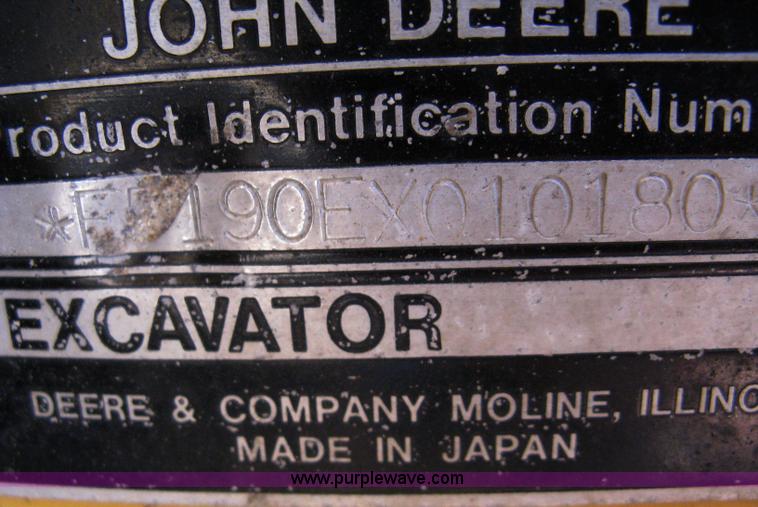 JOHN DEERE
roduct Identification Num
*FF190EX010180*
EXCAVATOR
DEERE & COMPANY MOLINE, ILLINO
MADE IN JAPAN
www.purplewave.com